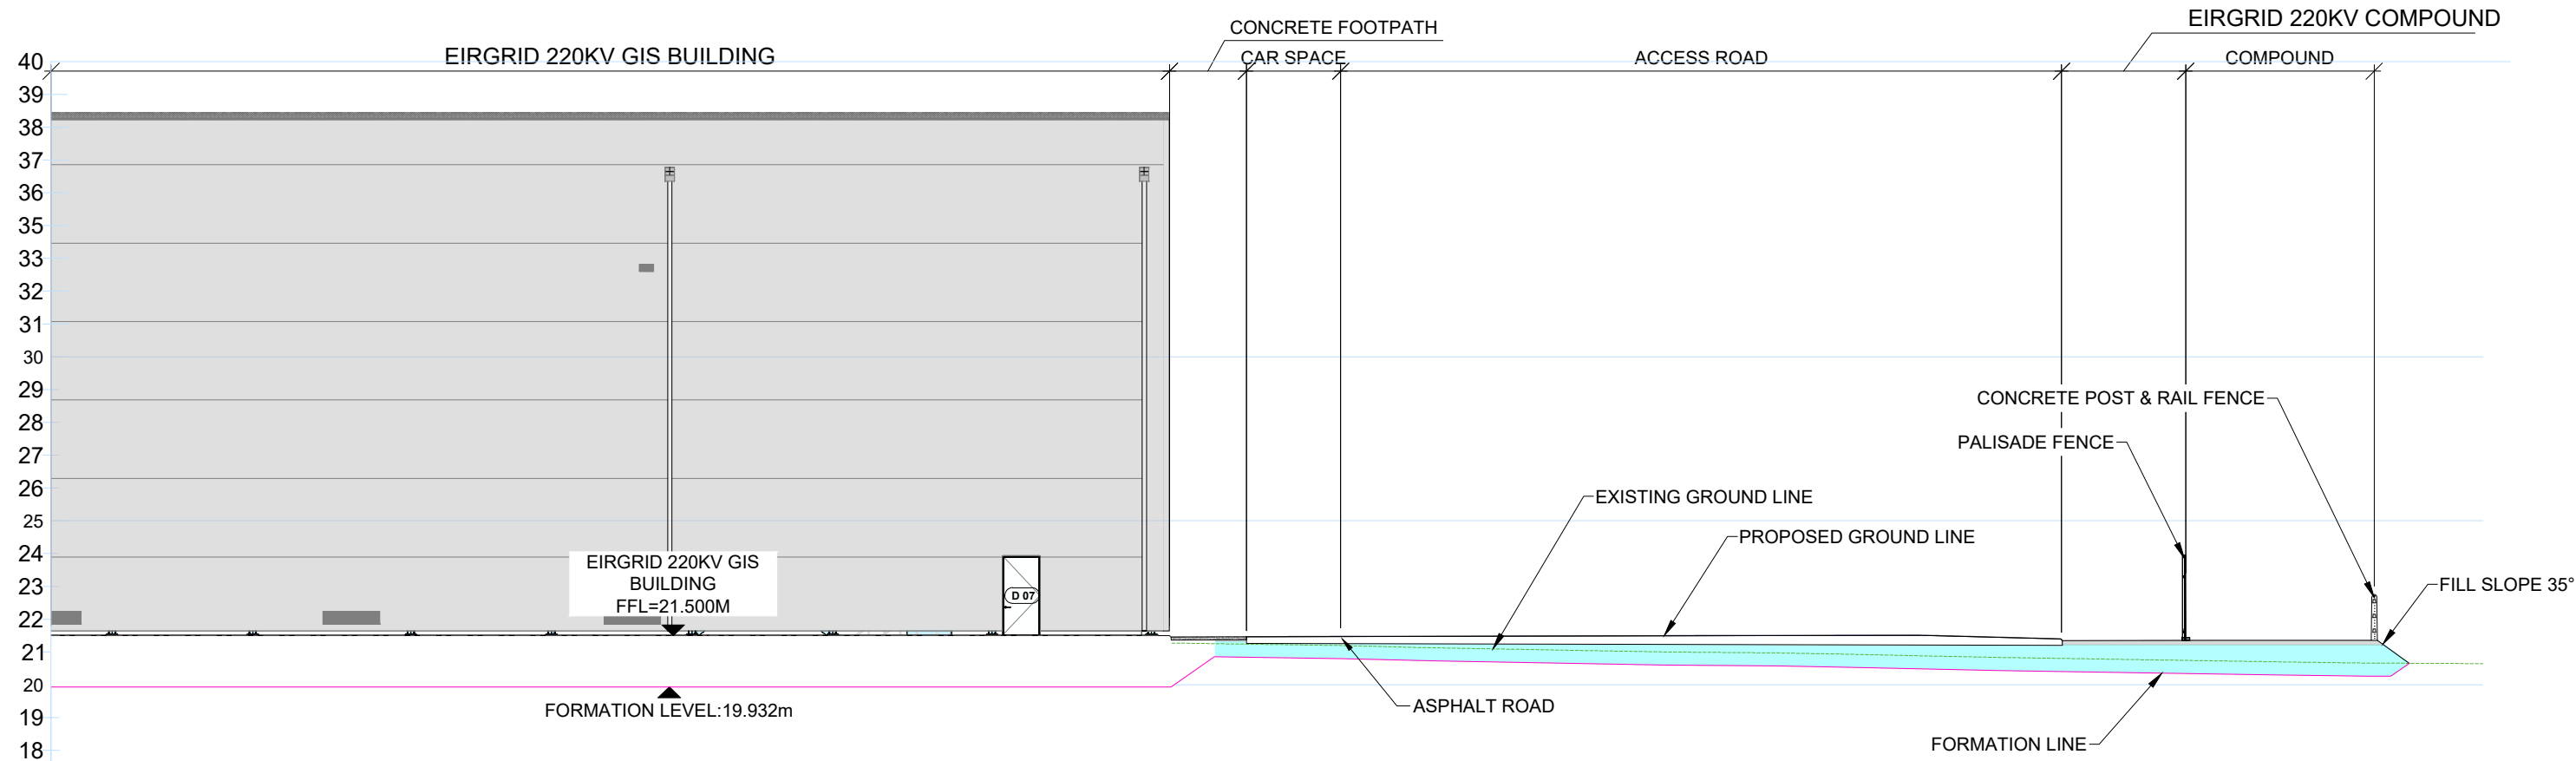 EIRGRID 220KV COMPOUND
CONCRETE FOOTPATH
EIRGRID 220KV GIS BUILDING
CAR SPACE
ACCESS ROAD
COMPOUND
40
39
38
37
36
35
33
32
31
30
29
28
27
26
25
24
23
22
21
20
19
18
CONCRETE POST & RAIL FENCE
PALISADE FENCE
EXISTING GROUND LINE
PROPOSED GROUND LINE
EIRGRID 220KV GIS
BUILDING
FFL=21.500M
D 07
FILL SLOPE 35°
FORMATION LEVEL:19.932m
ASPHALT ROAD
FORMATION LINE